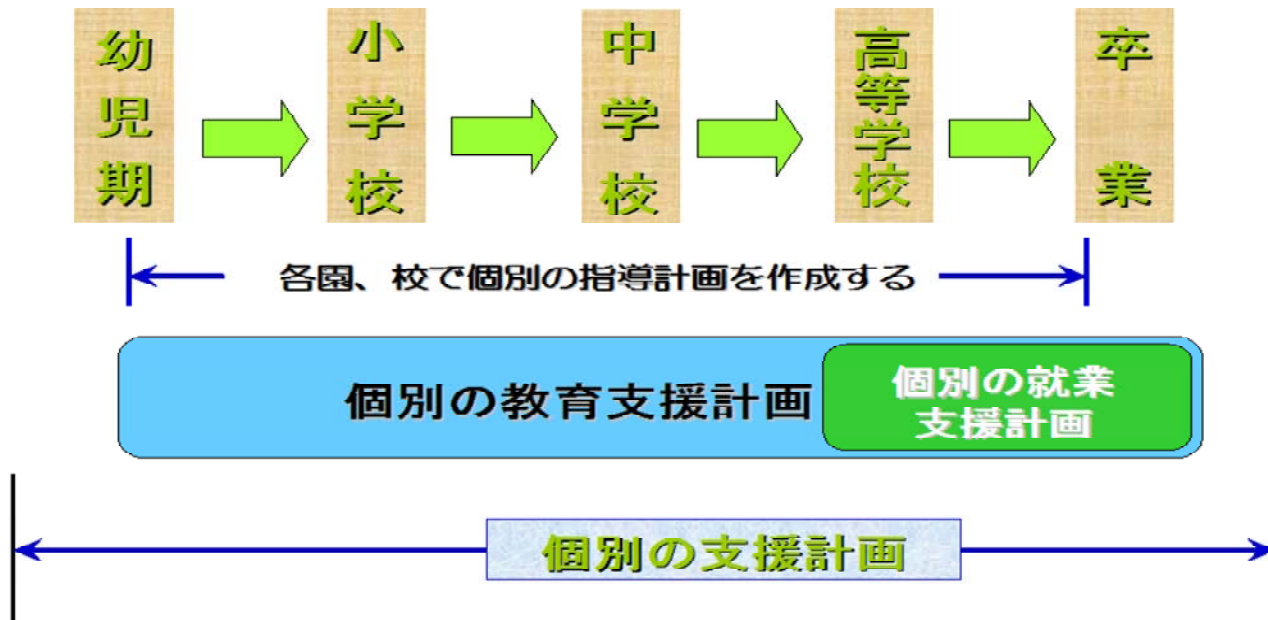 幼児期
小学校
中学校
高等学校
卒業
各園、校で個別の指導計画を作成する
個別の教育支援計画
個別の就業
支援計画
個別の支援計画